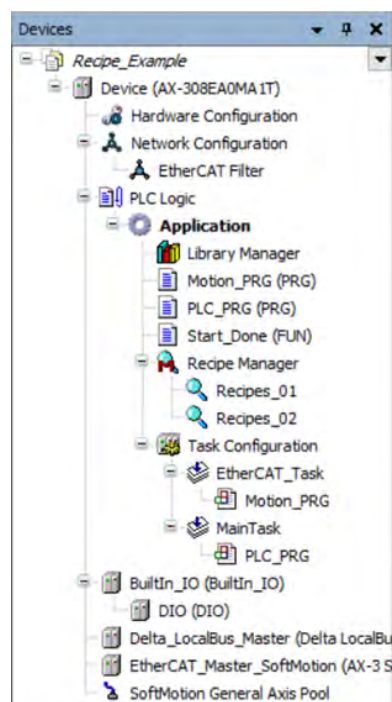 Devices
Recipe_Example
Device (AX-308EA0MA1T)
Hardware Configuration
Network Configuration
EtherCAT Filter
PLC Logic
Application
Library Manager
Motion_PRG (PRG)
PLC_PRG (PRG)
Start_Done (FUN)
Recipe Manager
Recipes_01
Recipes_02
Task Configuration
EtherCAT_Task
Motion_PRG
MainTask
PLC_PRG
BuiltIn_IO (BuiltIn_IO)
DIO (DIO)
Delta_LocalBus_Master (Delta LocalBu
EtherCAT_Master_SoftMotion (AX-3 S
SoftMotion General Axis Pool